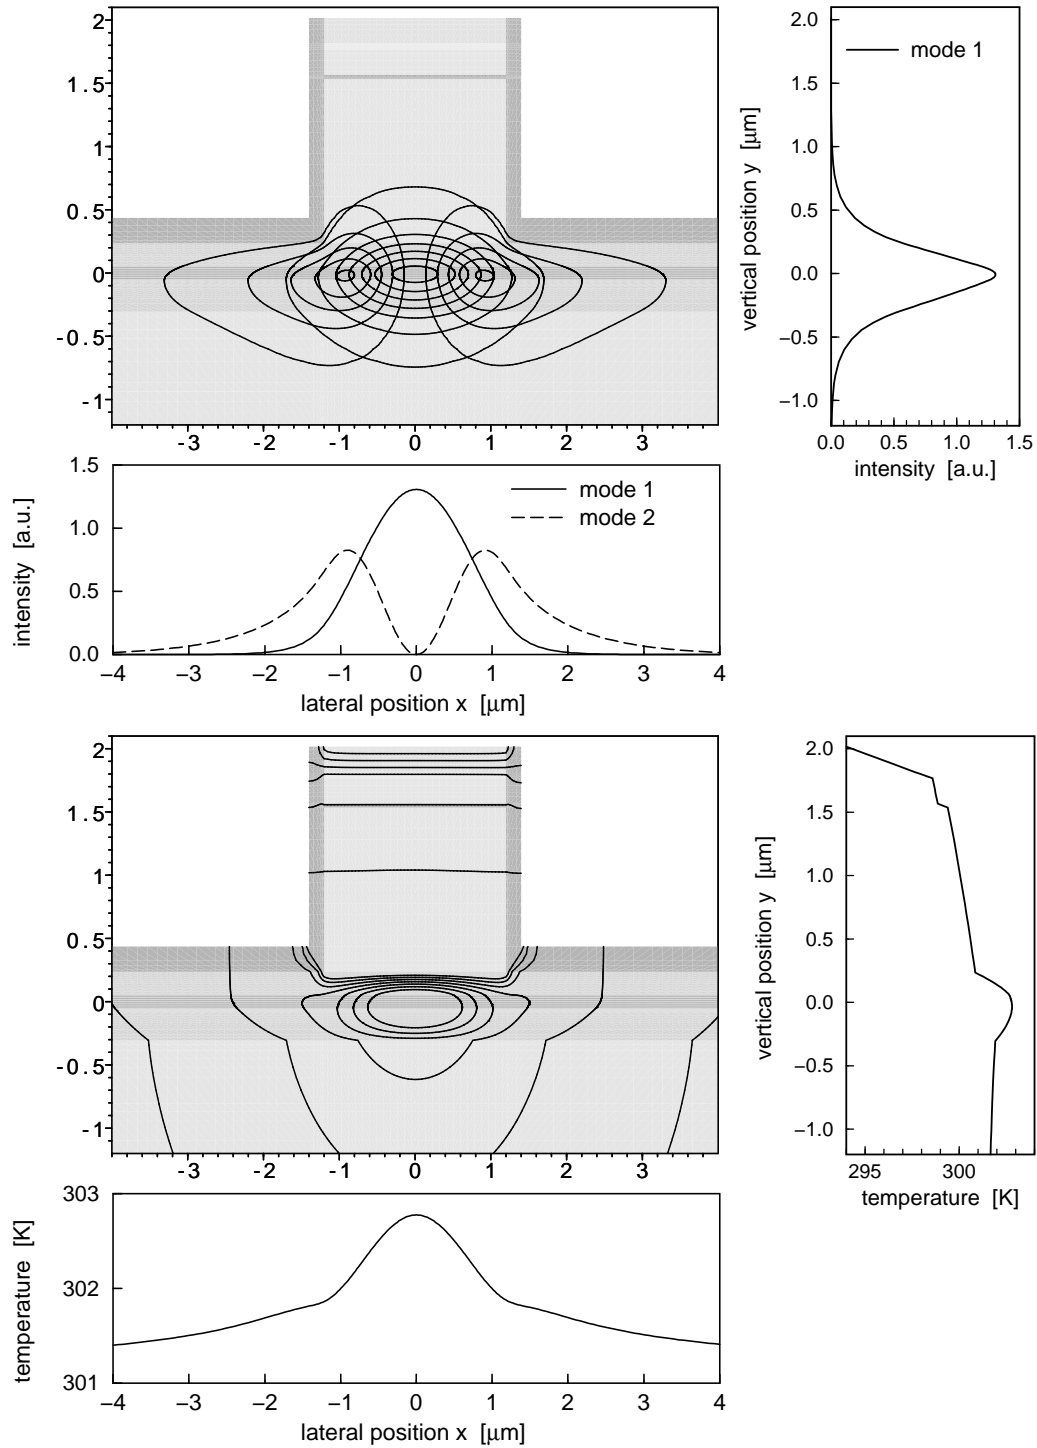 2
1.5
1
0.5
0
-0.5
-1
-3 -2 -1 0 1 2 3
mode 1
2.0
1.5
1.0
0.5
0.0
−0.5
−1.0
vertical position y [μm]
0.0 0.5 1.0 1.5
intensity [a.u.]
mode 1
mode 2
1.5
1.0
0.5
0.0
intensity [a.u.]
−4 −3 −2 −1 0 1 2 3 4
lateral position x [μm]
2
1.5
1
0.5
0
-0.5
-1
-3 -2 -1 0 1 2 3
2.0
1.5
1.0
0.5
0.0
−0.5
−1.0
vertical position y [μm]
295 300
temperature [K]
303
302
301
temperature [K]
−4 −3 −2 −1 0 1 2 3 4
lateral position x [μm]